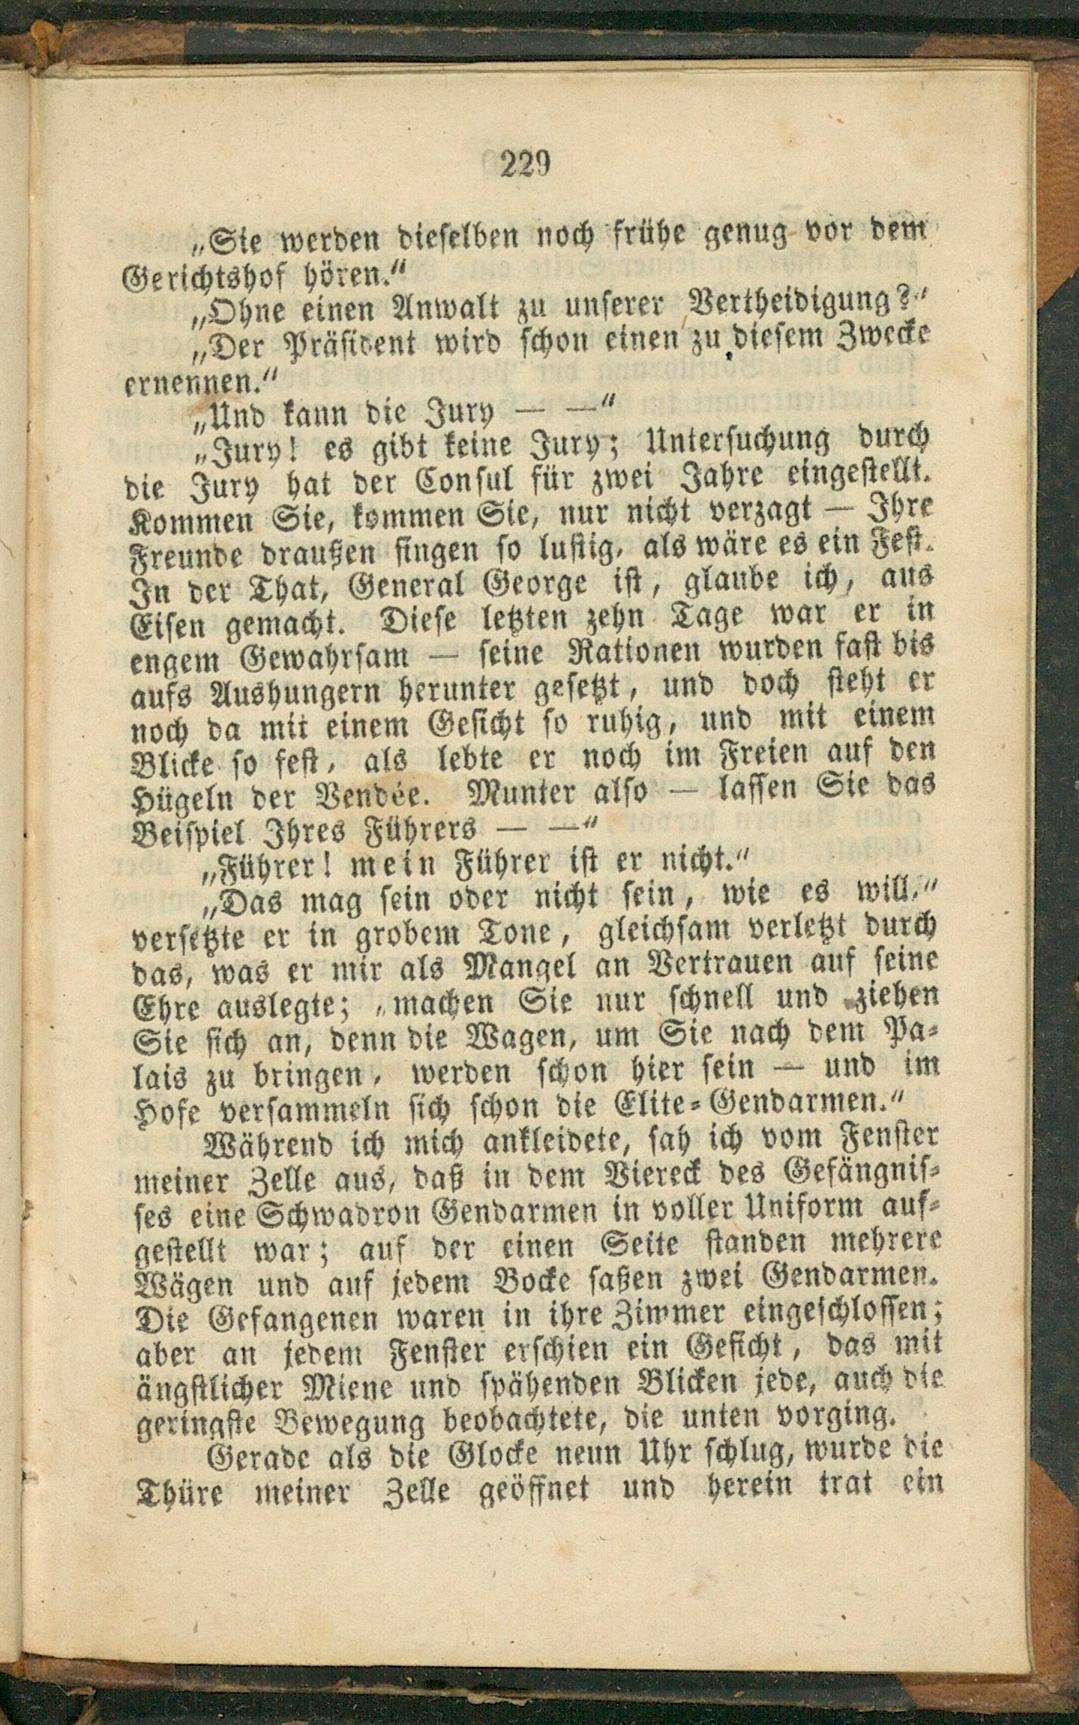 229
„Sie werden dieselben noch frühe genug vor dem
Gerichtshof hören.“
„Ohne einen Anwalt zu unserer Vertheidigung?“
„Der Präsident wird schon einen zu diesem Zwecke
ernennen.“
„Und kann die Jury — —“
„Jury! es gibt keine Jury; Untersuchung durch
die Jury hat der Consul für zwei Jahre eingestellt.
Kommen Sie, kommen Sie, nur nicht verzagt — Ihre
Freunde draußen singen so lustig, als wäre es ein Fest.
In der That, General George ist, glaube ich, aus
Eisen gemacht. Diese letzten zehn Tage war er in
engem Gewahrsam — seine Rationen wurden fast bis
aufs Aushungern herunter gesetzt, und doch steht er
noch da mit einem Gesicht so ruhig, und mit einem
Blicke so fest, als lebte er noch im Freien auf den
Hügeln der Vendée. Munter also — lassen Sie das
Beispiel Ihres Führers — —“
„Führer! mein Führer ist er nicht.“
„Das mag sein oder nicht sein, wie es will,“
versetzte er in grobem Tone, gleichsam verletzt durch
das, was er mir als Mangel an Vertrauen auf seine
Ehre auslegte; „machen Sie nur schnell und ziehen
Sie sich an, denn die Wagen, um Sie nach dem Pa-
lais zu bringen, werden schon hier sein — und im
Hofe versammeln sich schon die Elite-Gendarmen.“
Während ich mich ankleidete, sah ich vom Fenster
meiner Zelle aus, daß in dem Viereck des Gefängnis-
ses eine Schwadron Gendarmen in voller Uniform auf-
gestellt war; auf der einen Seite standen mehrere
Wägen und auf jedem Bocke saßen zwei Gendarmen.
Die Gefangenen waren in ihre Zimmer eingeschlossen;
aber an jedem Fenster erschien ein Gesicht, das mit
ängstlicher Miene und spähenden Blicken jede, auch die
geringste Bewegung beobachtete, die unten vorging.
Gerade als die Glocke neun Uhr schlug, wurde die
Thüre meiner Zelle geöffnet und herein trat ein